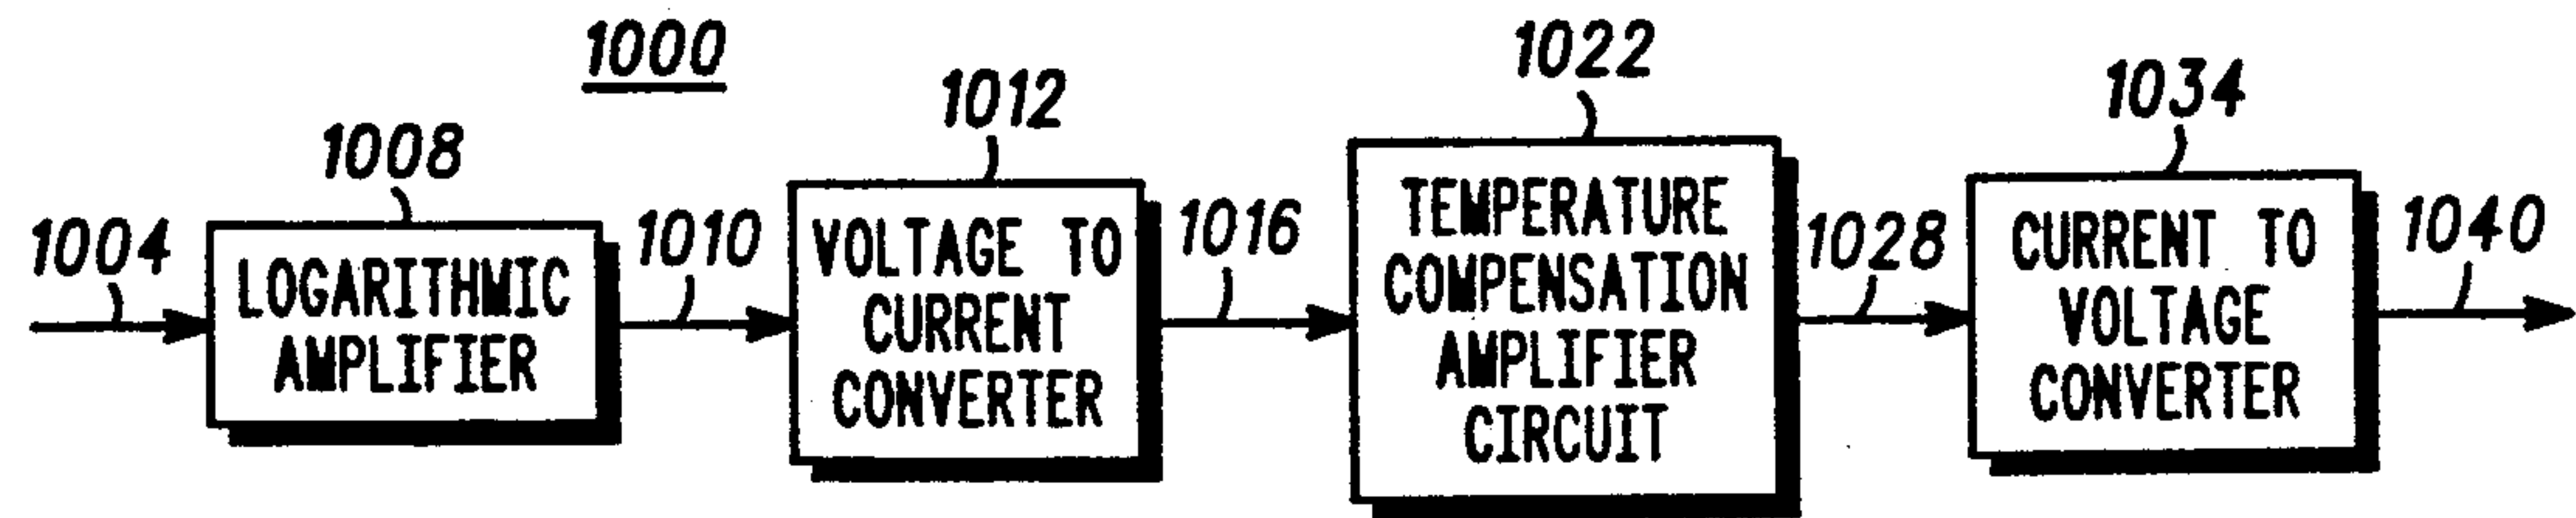 1000
1004
1008
LOGARITHMIC
AMPLIFIER
1010
1012
VOLTAGE TO
CURRENT
CONVERTER
1016
1022
TEMPERATURE
COMPENSATION
AMPLIFIER
CIRCUIT
1028
1034
CURRENT TO
VOLTAGE
CONVERTER
1040